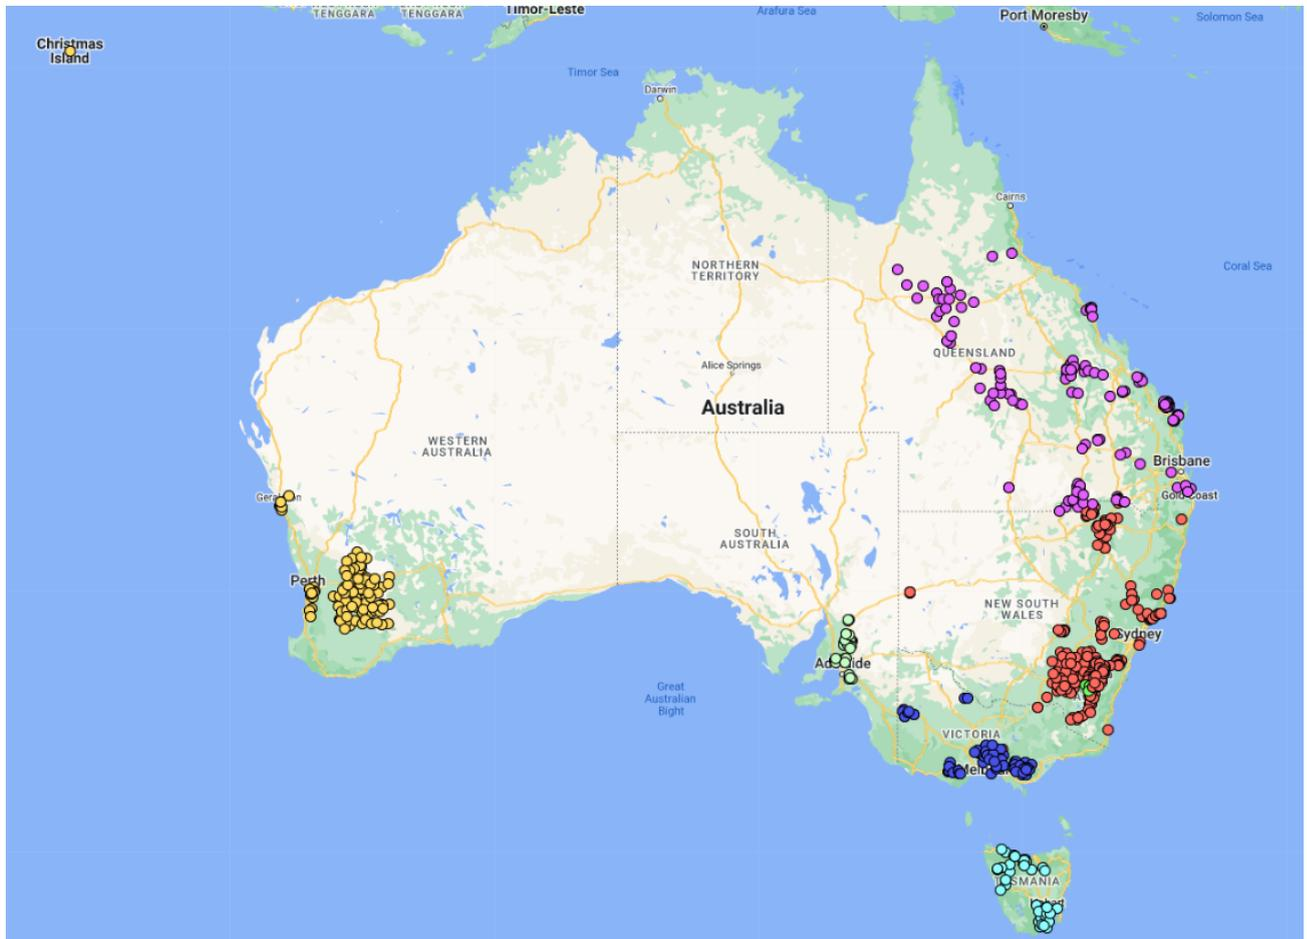 TENGGARA
TENGGARA
Timor-Leste
Arafura Sea
Port Moresby
Solomon Sea
Christmas
Island
Timor Sea
Darwin
Cairns
NORTHERN
TERRITORY
Coral Sea
QUEENSLAND
Alice Springs
Australia
WESTERN
AUSTRALIA
Brisbane
Gold Coast
SOUTH
AUSTRALIA
Perth
NEW SOUTH
WALES
Sydney
Great
Australian
Bight
VICTORIA